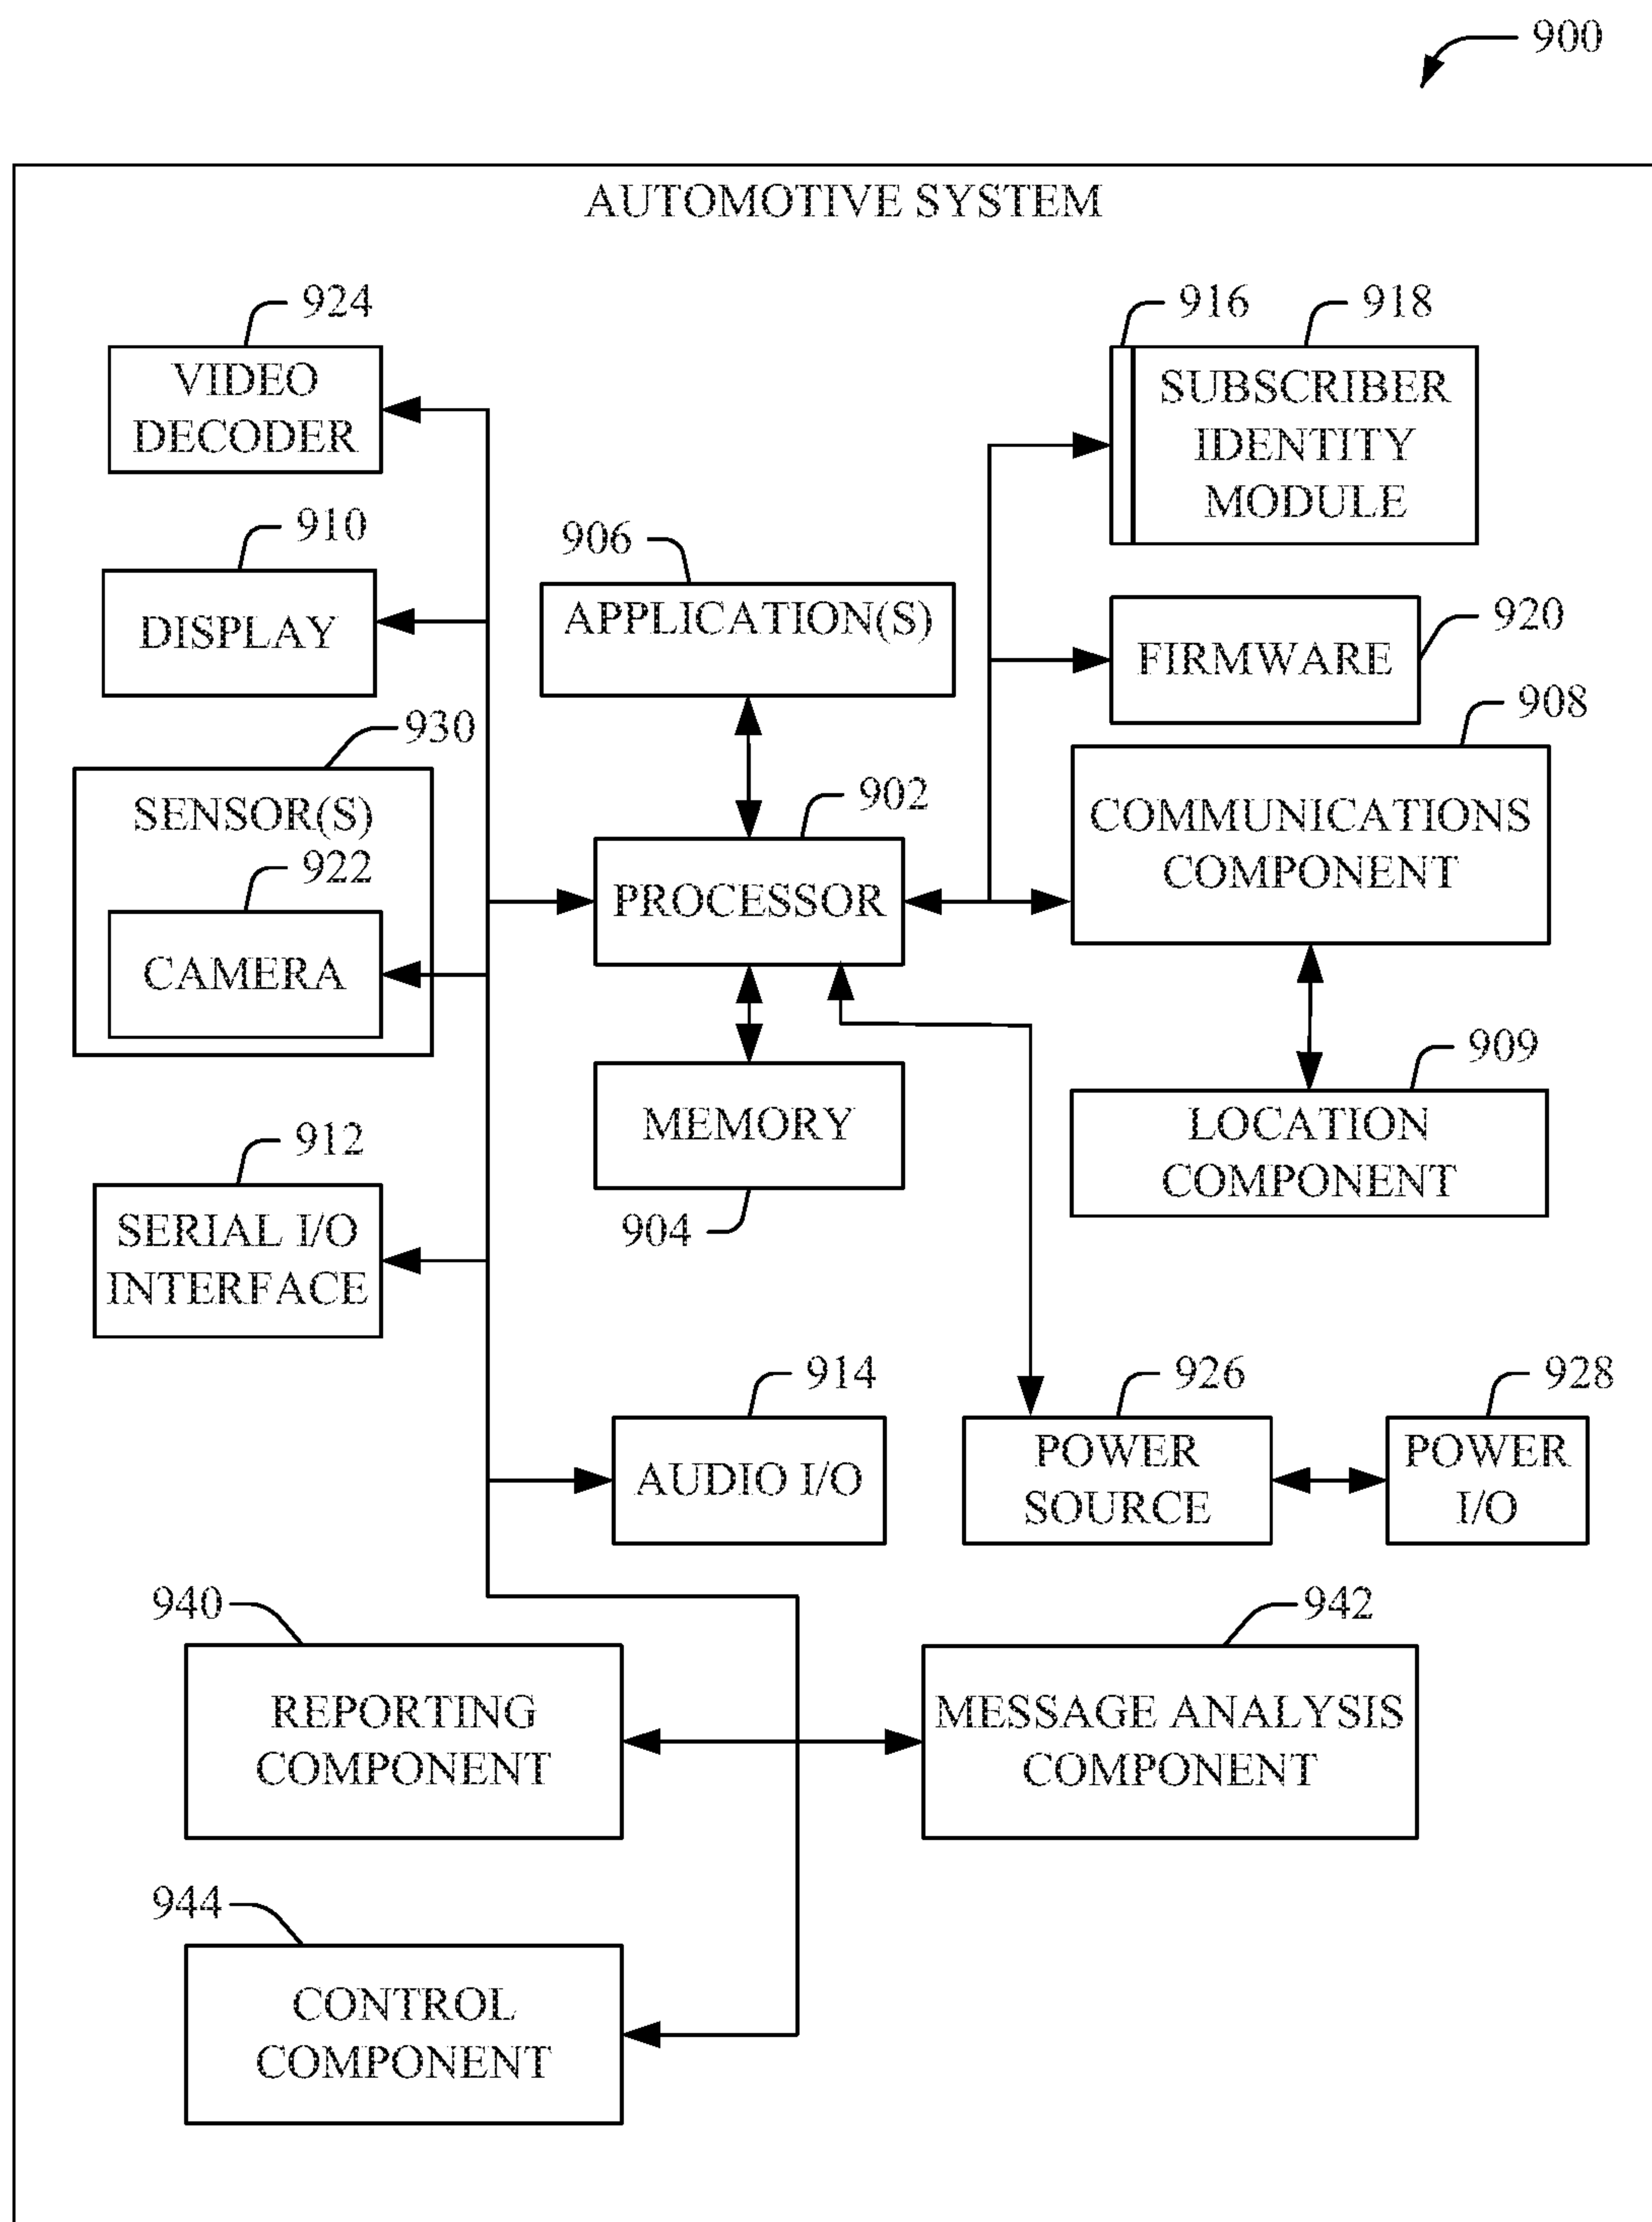 900
AUTOMOTIVE SYSTEM
924
VIDEO
DECODER
916
918
SUBSCRIBER
IDENTITY
MODULE
910
DISPLAY
906
APPLICATION(S)
920
FIRMWARE
930
SENSOR(S)
922
CAMERA
902
PROCESSOR
908
COMMUNICATIONS
COMPONENT
904
MEMORY
909
LOCATION
COMPONENT
912
SERIAL I/O
INTERFACE
914
AUDIO I/O
926
POWER
SOURCE
928
POWER
I/O
940
REPORTING
COMPONENT
942
MESSAGE ANALYSIS
COMPONENT
944
CONTROL
COMPONENT